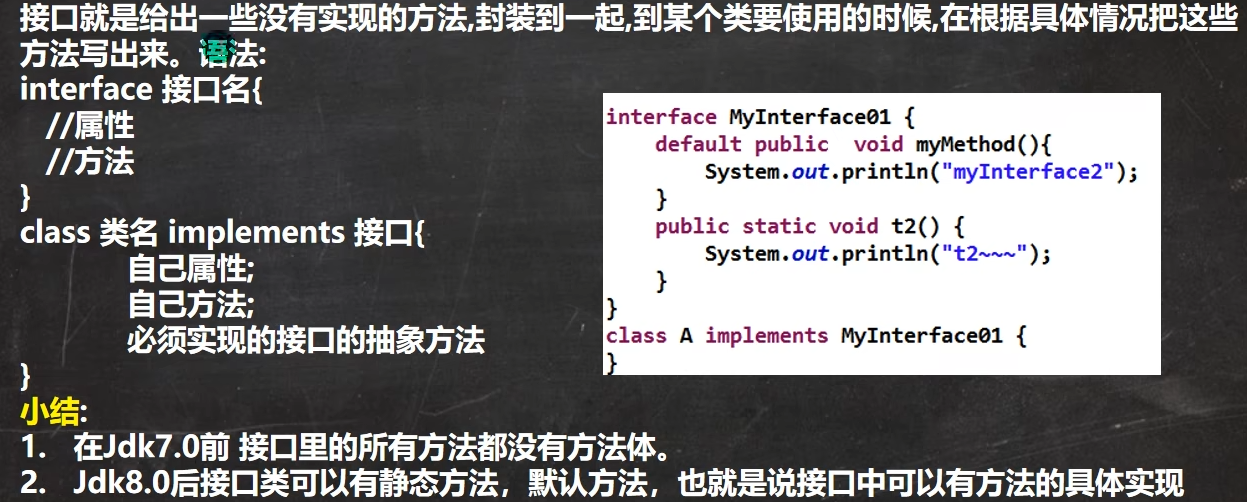 接口就是给出一些没有实现的方法,封装到一起,到某个类要使用的时候,在根据具体情况把这些
方法写出来。语法:
interface 接口名{
//属性
//方法
}
class 类名 implements 接口{
自己属性;
自己方法;
必须实现的接口的抽象方法
}
小结:
1. 在Jdk7.0前 接口里的所有方法都没有方法体。
2. Jdk8.0后接口类可以有静态方法，默认方法，也就是说接口中可以有方法的具体实现
interface MyInterface01 {
default public  void myMethod(){
System.out.println("myInterface2");
}
public static void t2() {
System.out.println("t2~~~");
}
}
class A implements MyInterface01 {
}